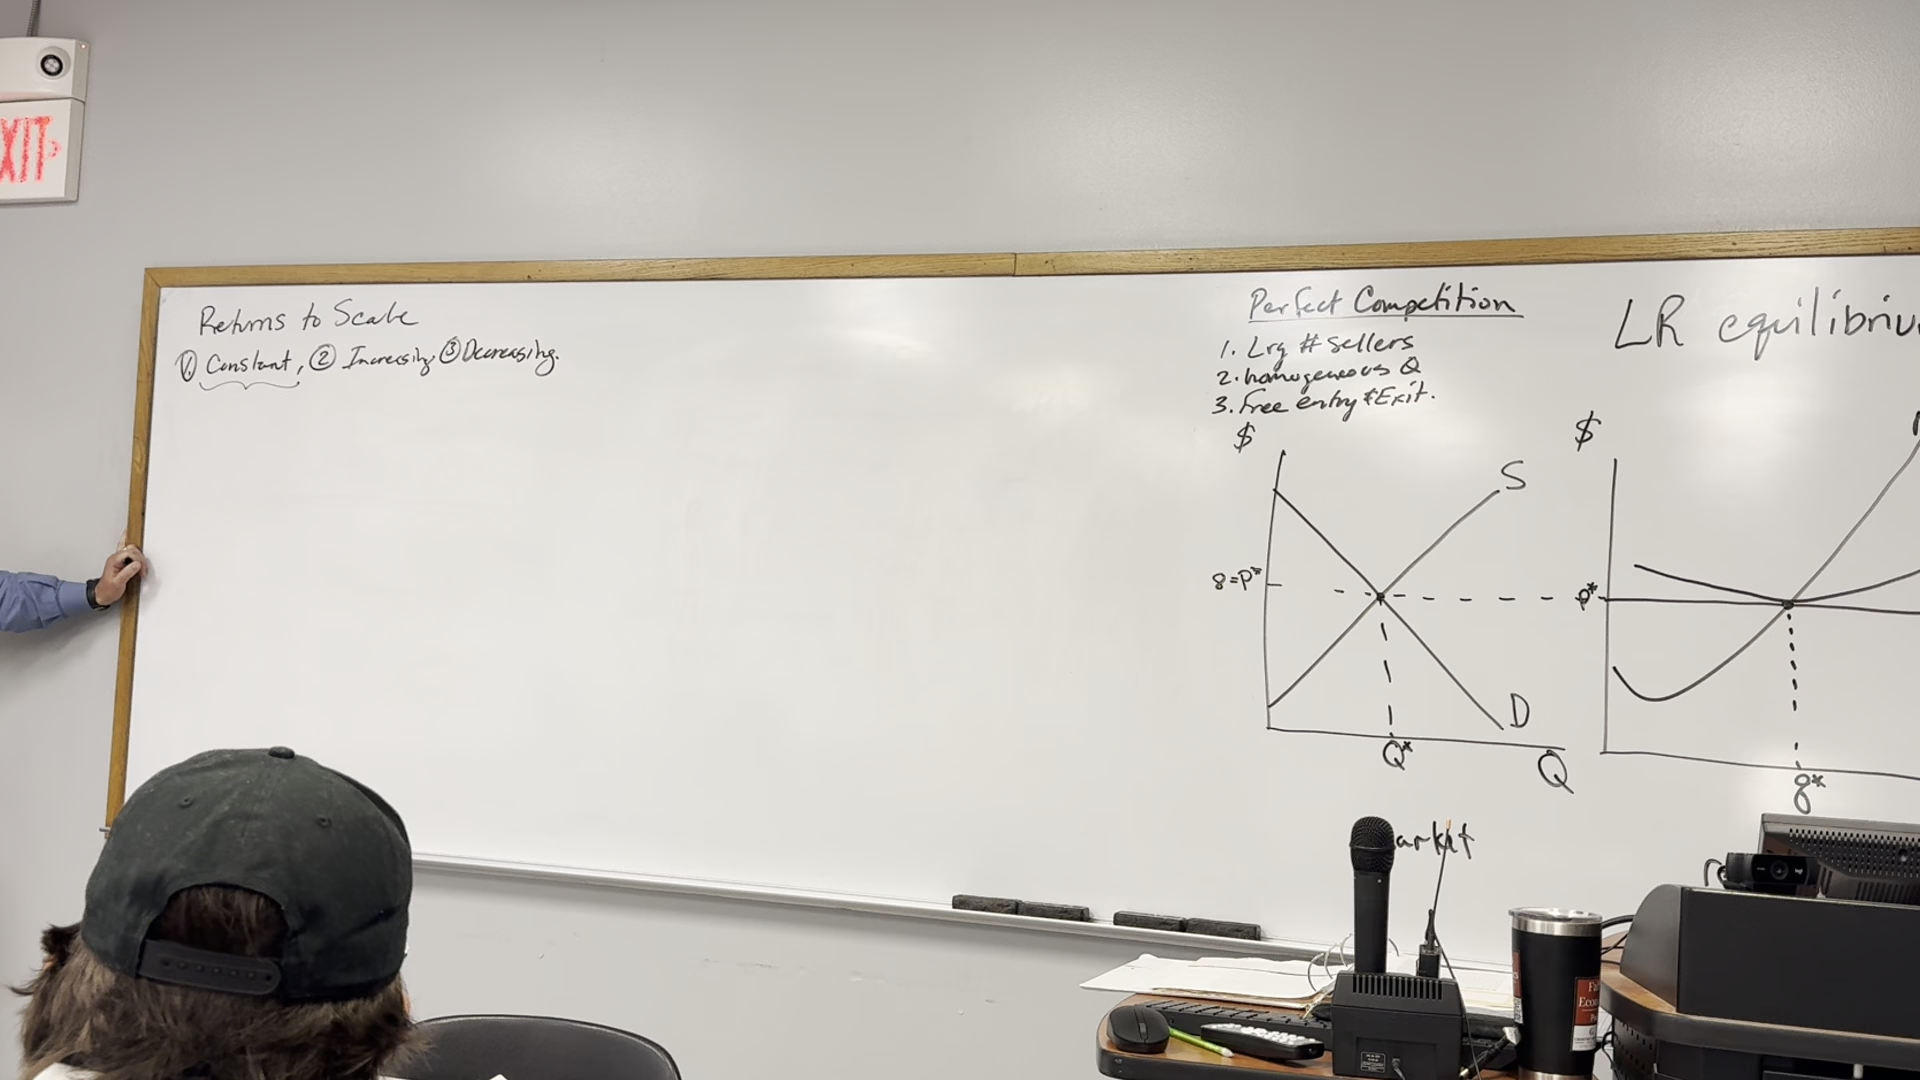 EXIT
Returns to Scale
1. Constant, 2 Increasing, 3 Decreasing.
Perfect Competition
1. Lrg # Sellers
2. homogeneous Q
3. Free entry & Exit.
$
S
8=P*
D
Q*
Q
LR equilibriu
$
P*
q*
arket
Econ